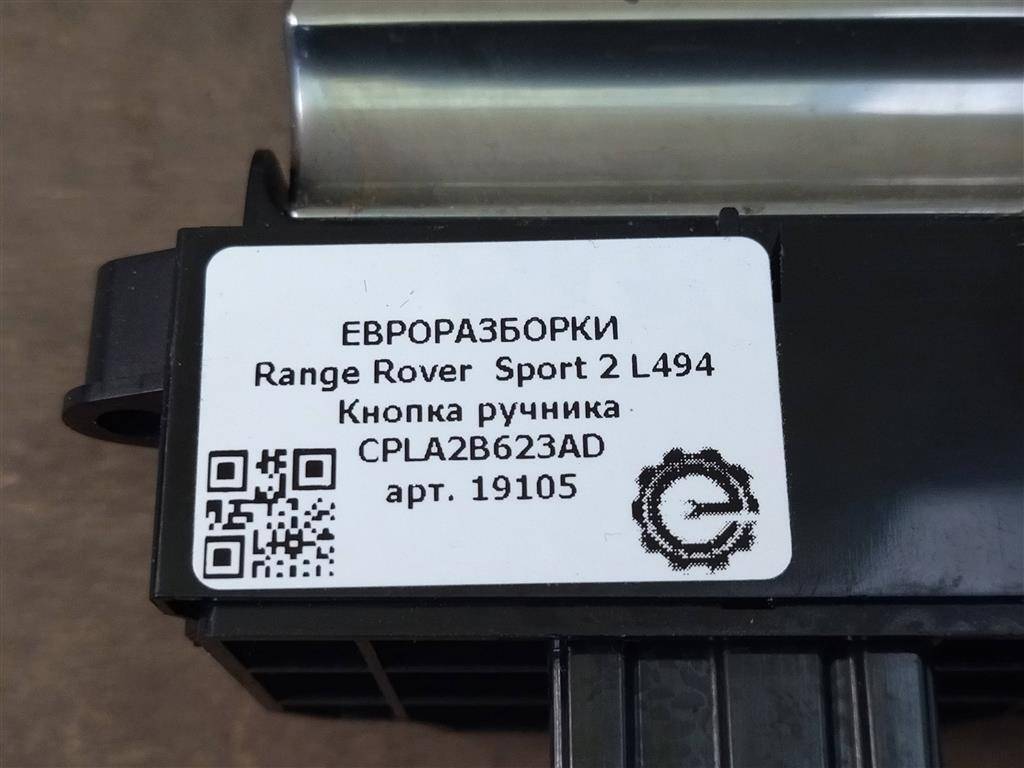 ЕВРОРАЗБОРКИ
Range Rover Sport 2 L494
Кнопка ручника
CPLA2B623AD
арт. 19105